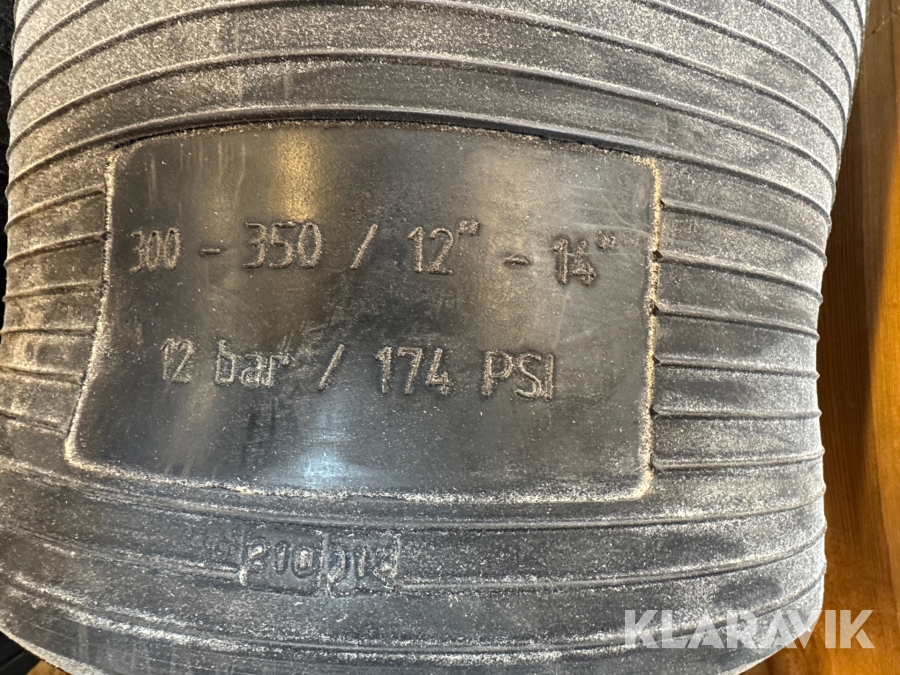 300 - 350 / 12" - 14"
12 bar / 174 PSI
KLARAVIK